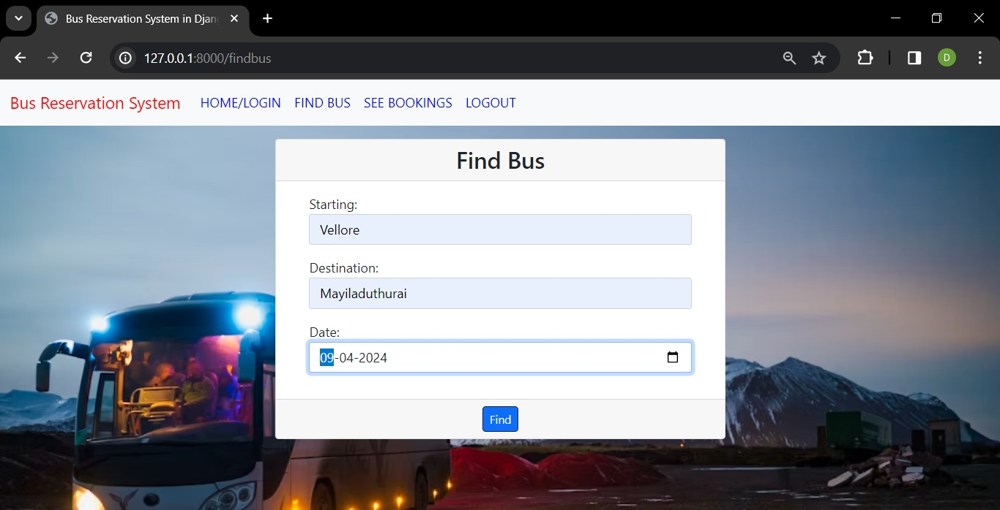 Bus Reservation System in Djan
127.0.0.1:8000/findbus
D
Bus Reservation System HOME/LOGIN FIND BUS SEE BOOKINGS LOGOUT
Find Bus
Starting:
Vellore
Destination:
Mayiladuthurai
Date:
09-04-2024
Find